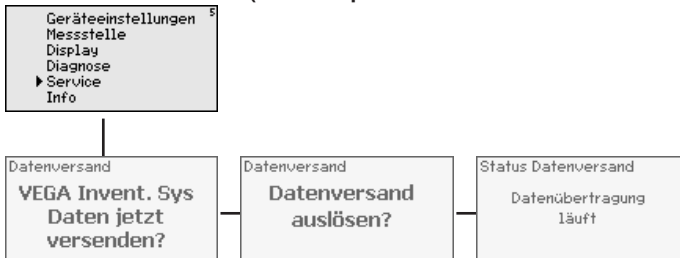 Geräteeinstellungen 5
Messstelle
Display
Diagnose
Service
Info
Datenversand
VEGA Invent. Sys
Daten jetzt
versenden?
Datenversand
Datenversand
auslösen?
Status Datenversand
Datenübertragung
läuft